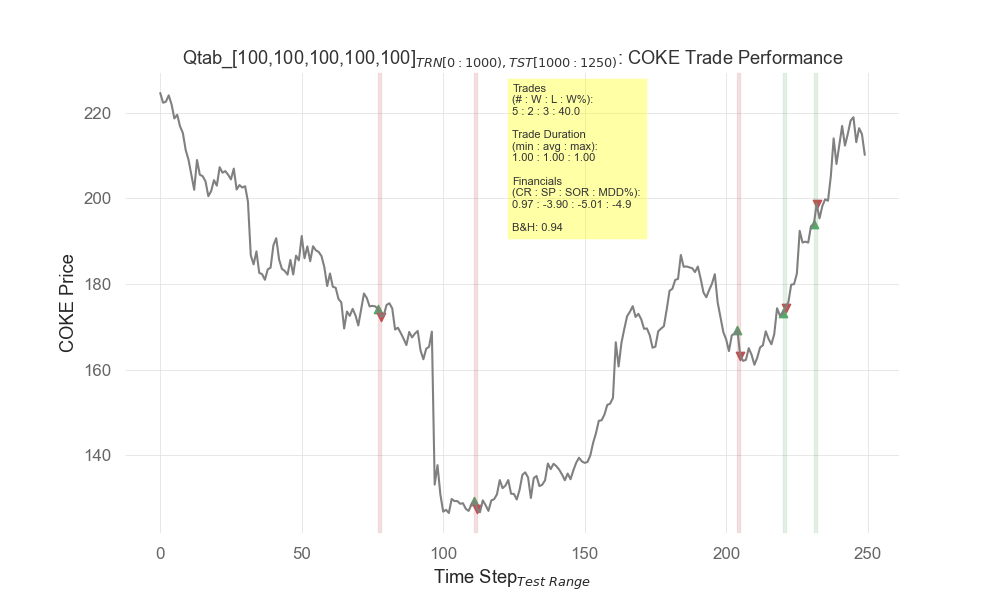 Qtab_[100,100,100,100,100]TRN[0:1000),TST[1000:1250): COKE Trade Performance
Trades
(# : W : L : W%):
5 : 2 : 3 : 40.0
Trade Duration
(min : avg : max):
1.00 : 1.00 : 1.00
Financials
(CR : SP : SOR : MDD%):
0.97 : -3.90 : -5.01 : -4.9
B&H: 0.94
COKE Price
220
200
180
160
140
0 50 100 150 200 250
Time StepTest Range